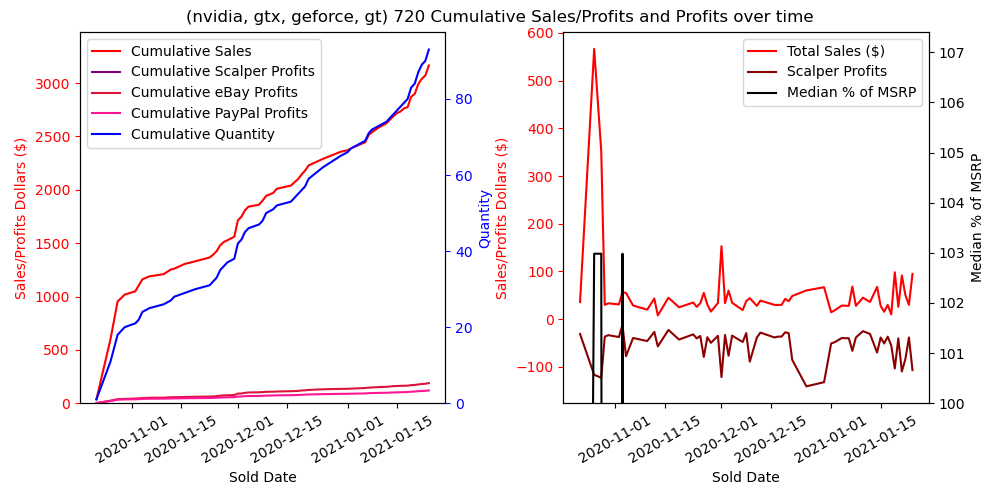 (nvidia, gtx, geforce, gt) 720 Cumulative Sales/Profits and Profits over time
Cumulative Sales
Cumulative Scalper Profits
Cumulative eBay Profits
Cumulative PayPal Profits
Cumulative Quantity
Sales/Profits Dollars ($)
3000
2500
2000
1500
1000
500
0
80
60
40
20
0
Quantity
2020-11-01
2020-11-15
2020-12-01
2020-12-15
2021-01-01
2021-01-15
Sold Date
Total Sales ($)
Scalper Profits
Median % of MSRP
Sales/Profits Dollars ($)
600
500
400
300
200
100
0
−100
107
106
105
104
103
102
101
100
Median % of MSRP
2020-11-01
2020-11-15
2020-12-01
2020-12-15
2021-01-01
2021-01-15
Sold Date